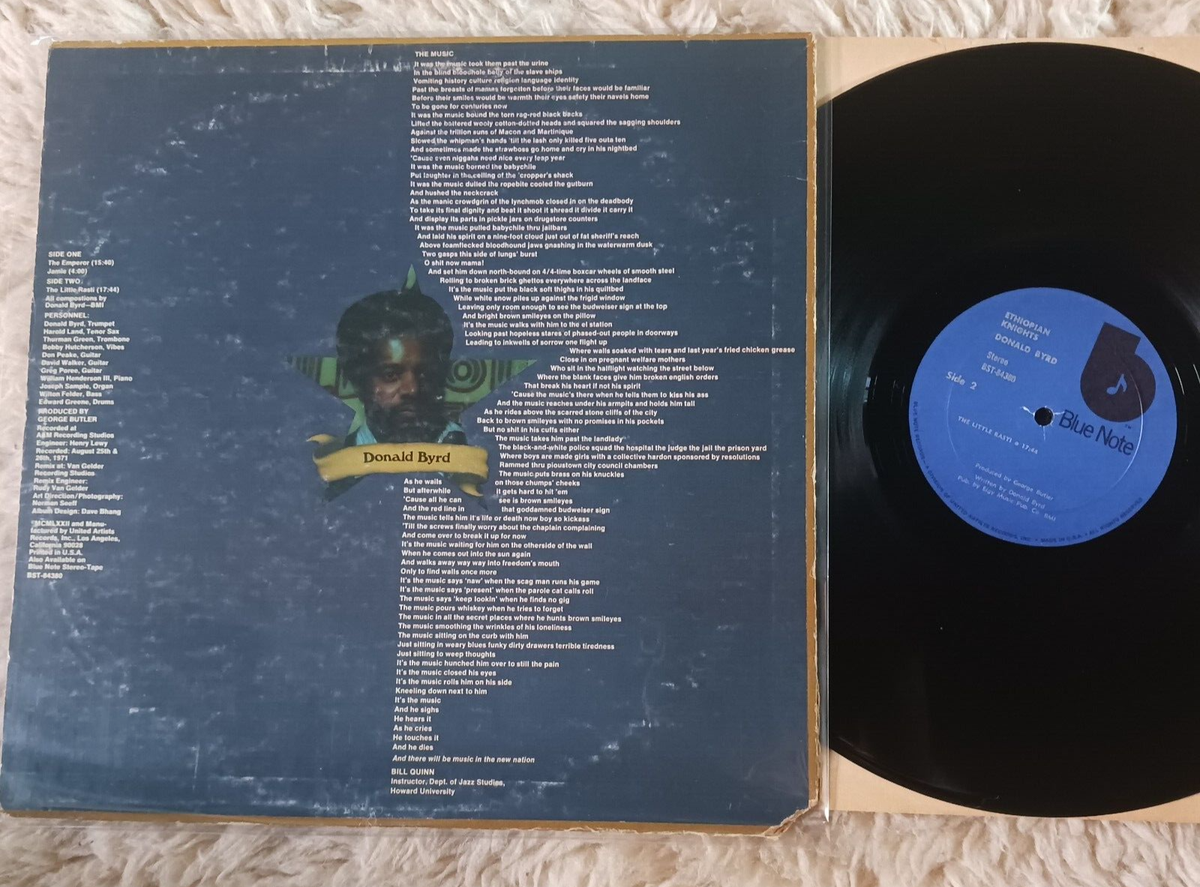 SIDE ONE
The Emperor (15:40)
Jamie (4:00)
SIDE TWO
The Little Rasti (17:44)
All compostions by
Donald Byrd—BMI
PERSONNEL:
Donald Byrd, Trumpet
Harold Land, Tenor Sax
Thurman Green, Trombone
Bobby Hutcherson, Vibes
Don Peake, Guitar
David Walker, Guitar
Greg Poree, Guitar
William Henderson III, Piano
Joseph Sample, Organ
Wilton Felder, Bass
Edward Greene, Drums
PRODUCED BY
GEORGE BUTLER
Recorded at
A&M Recording Studios
Engineer: Henry Lewy
Recorded: August 25th &
26th, 1971
Remix at: Van Gelder
Recording Studios
Remix Engineer:
Rudy Van Gelder
Art Direction/Photography:
Norman Seeff
Album Design: Dave Bhang
MCMLXXII and Manu-
factured by United Artists
Records, Inc., Los Angeles,
California 90028
Printed in U.S.A.
Also Available on
Blue Note Stereo-Tape
BST-84380
THE MUSIC
It was the music took them past the urine
In the blind bloodhole belly of the slave ships
Vomiting history culture religion language identity
Past the breasts of mamas forgotten before their faces would be familiar
Before their smiles would be warmth their eyes safety their navels home
To be gone for centuries now
It was the music bound the torn rag-red black backs
Lifted the battered wooly cotton-dotted heads and squared the sagging shoulders
Against the trillion suns of Macon and Martinique
Slowed the whipman's hands 'till the lash only killed five outa ten
And sometimes made the strawboss go home and cry in his nightbed
'Cause even niggahs need nice every leap year
It was the music borned the babychile
Put laughter in the ceiling of the 'cropper's shack
It was the music dulled the ropebite cooled the gutburn
And hushed the neckcrack
As the manic crowdgrin of the lynchmob closed in on the deadbody
To take its final dignity and beat it shoot it shread it divide it carry it
And display its parts in pickle jars on drugstore counters
It was the music pulled babychile thru jailbars
And laid his spirit on a nine-foot cloud just out of fat sheriff's reach
Above foamflecked bloodhound jaws gnashing in the waterwarm dusk
Two gasps this side of lungs' burst
O shit now mama!
And set him down north-bound on 4/4-time boxcar wheels of smooth steel
Rolling to broken brick ghettos everywhere across the landface
It's the music put the black soft thighs in his quiltbed
While while snow piles up against the frigid window
Leaving only room enough to see the budweiser sign at the top
And bright brown smileyes on the pillow
It's the music walks with him to the el station
Looking past hopeless stares of phased-out people in doorways
Leading to inkwells of sorrow one flight up
Where walls soaked with tears and last year's fried chicken grease
Close in on pregnant welfare mothers
Who sit in the halflight watching the street below
Where the blank faces give him broken english orders
That break his heart if not his spirit
'Cause the music's there when he tells them to kiss his ass
And the music reaches under his armpits and holds him tall
As he rides above the scarred stone cliffs of the city
Back to brown smileyes with no promises in his pockets
But no shit in his cuffs either
The music takes him past the landlady
The black-and-white police squad the hospital the judge the jail the prison yard
Where boys are made girls with a collective hardon sponsored by resolutions
Rammed thru pioustown city council chambers
The music puts brass on his knuckles
As he wails on those chumps' cheeks
But afterwhile it gets hard to hit 'em
'Cause all he can see is brown smileyes
And the red line in that goddamned budweiser sign
The music tells him it's life or death now boy so kickass
'Till the screws finally worry about the chaplain complaining
And come over to break it up for now
It's the music waiting for him on the otherside of the wall
When he comes out into the sun again
And walks away way way into freedom's mouth
Only to find walls once more
It's the music says 'naw' when the scag man runs his game
It's the music says 'present' when the parole cat calls roll
The music says 'keep lookin' when he finds no gig
The music pours whiskey when he tries to forget
The music in all the secret places where he hunts brown smileyes
The music smoothing the wrinkles of his loneliness
The music sitting on the curb with him
Just sitting in weary blues funky dirty drawers terrible tiredness
Just sitting to weep thoughts
It's the music hunched him over to still the pain
It's the music closed his eyes
It's the music rolls him on his side
Kneeling down next to him
It's the music
And he sighs
He hears it
As he cries
He touches it
And he dies
And there will be music in the new nation
BILL QUINN
Instructor, Dept. of Jazz Studies,
Howard University
Donald Byrd
ETHIOPIAN
KNIGHTS
DONALD BYRD
Stereo
BST-84380
Side 2
Blue Note
THE LITTLE RASTI • 17:44
Produced by George Butler
Written by Donald Byrd
Pub. by Byrd Music Pub. Co. BMI